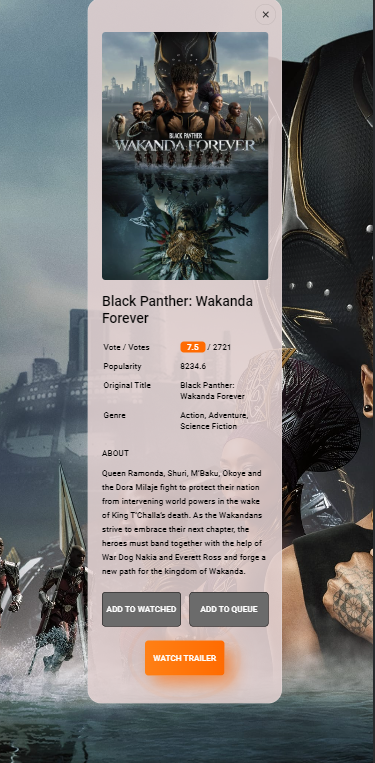 ×
BLACK PANTHER
WAKANDA FOREVER
Black Panther: Wakanda
Forever
Vote / Votes 7.5 / 2721
Popularity 8234.6
Original Title Black Panther:
Wakanda Forever
Genre Action, Adventure,
Science Fiction
ABOUT
Queen Ramonda, Shuri, M'Baku, Okoye and
the Dora Milaje fight to protect their nation
from intervening world powers in the wake
of King T'Challa's death. As the Wakandans
strive to embrace their next chapter, the
heroes must band together with the help of
War Dog Nakia and Everett Ross and forge a
new path for the kingdom of Wakanda.
ADD TO WATCHED ADD TO QUEUE
WATCH TRAILER